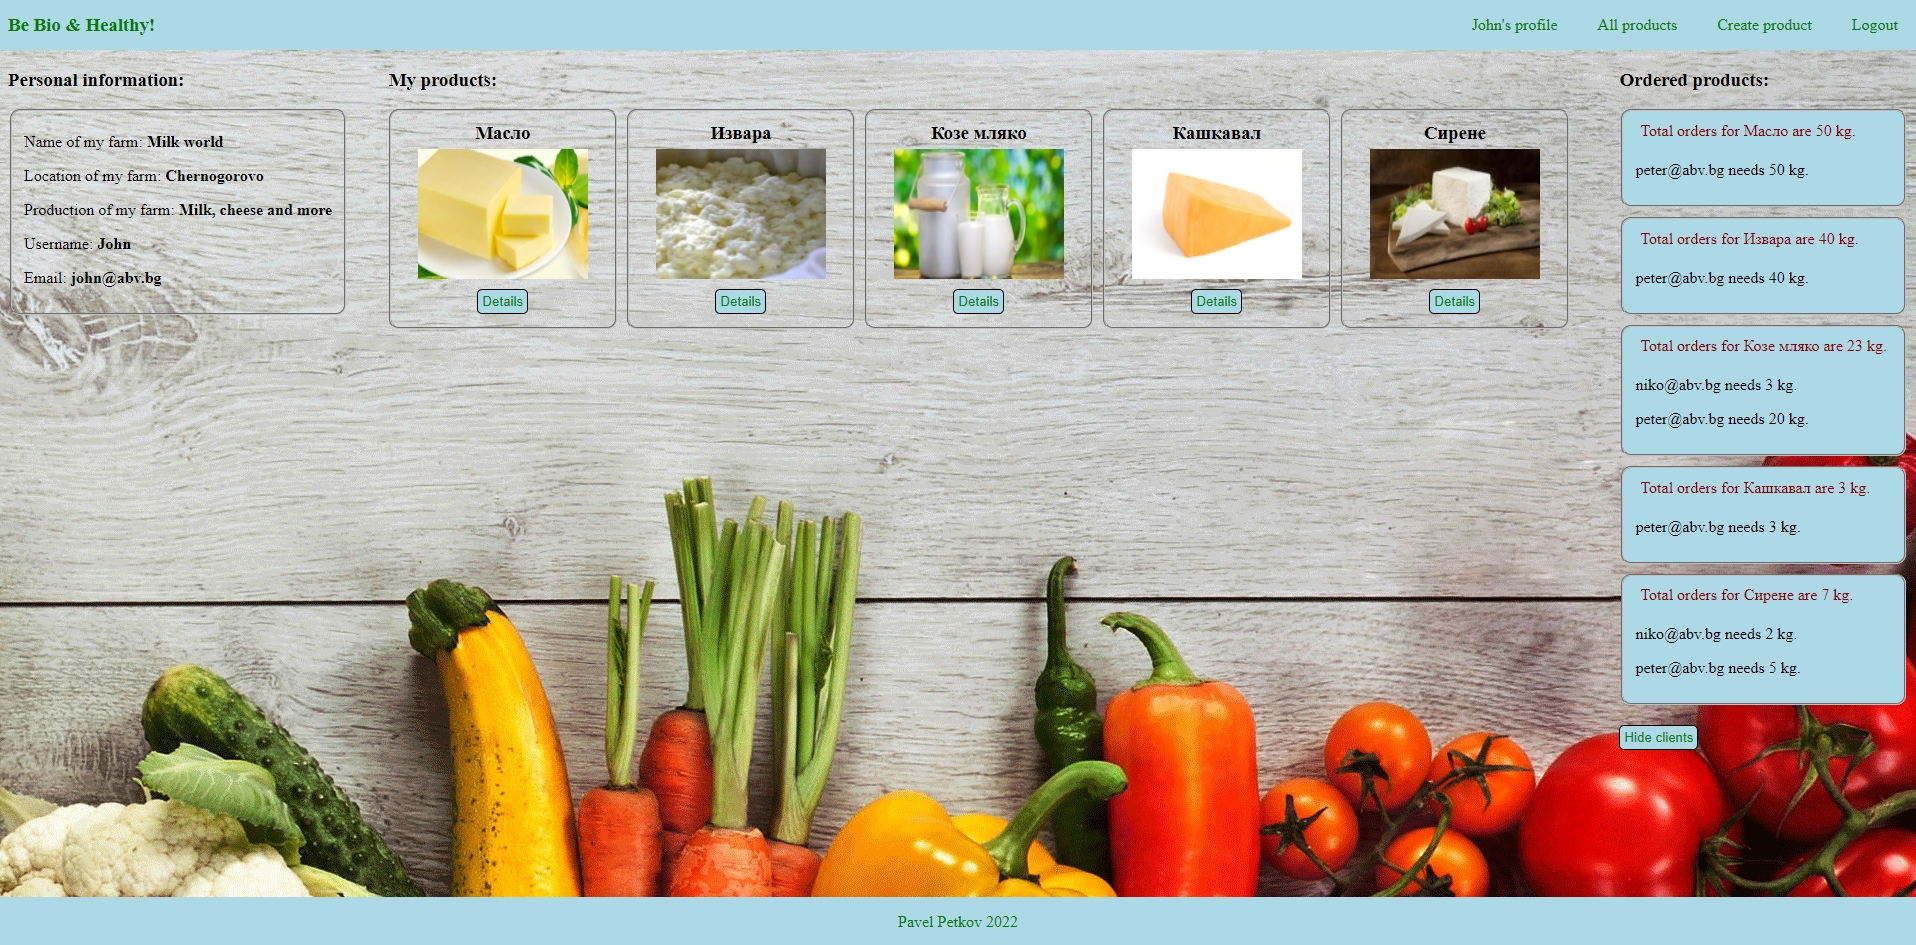 Be Bio & Healthy!
John's profile
All products
Create product
Logout
Personal information:
Name of my farm: Milk world
Location of my farm: Chernogorovo
Production of my farm: Milk, cheese and more
Username: John
Email: john@abv.bg
My products:
Масло
Details
Извара
Details
Козе мляко
Details
Кашкавал
Details
Сирене
Details
Ordered products:
Total orders for Масло are 50 kg.
peter@abv.bg needs 50 kg.
Total orders for Извара are 40 kg.
peter@abv.bg needs 40 kg.
Total orders for Козе мляко are 23 kg.
niko@abv.bg needs 3 kg.
peter@abv.bg needs 20 kg.
Total orders for Кашкавал are 3 kg.
peter@abv.bg needs 3 kg.
Total orders for Сирене are 7 kg.
niko@abv.bg needs 2 kg.
peter@abv.bg needs 5 kg.
Hide clients
Pavel Petkov 2022